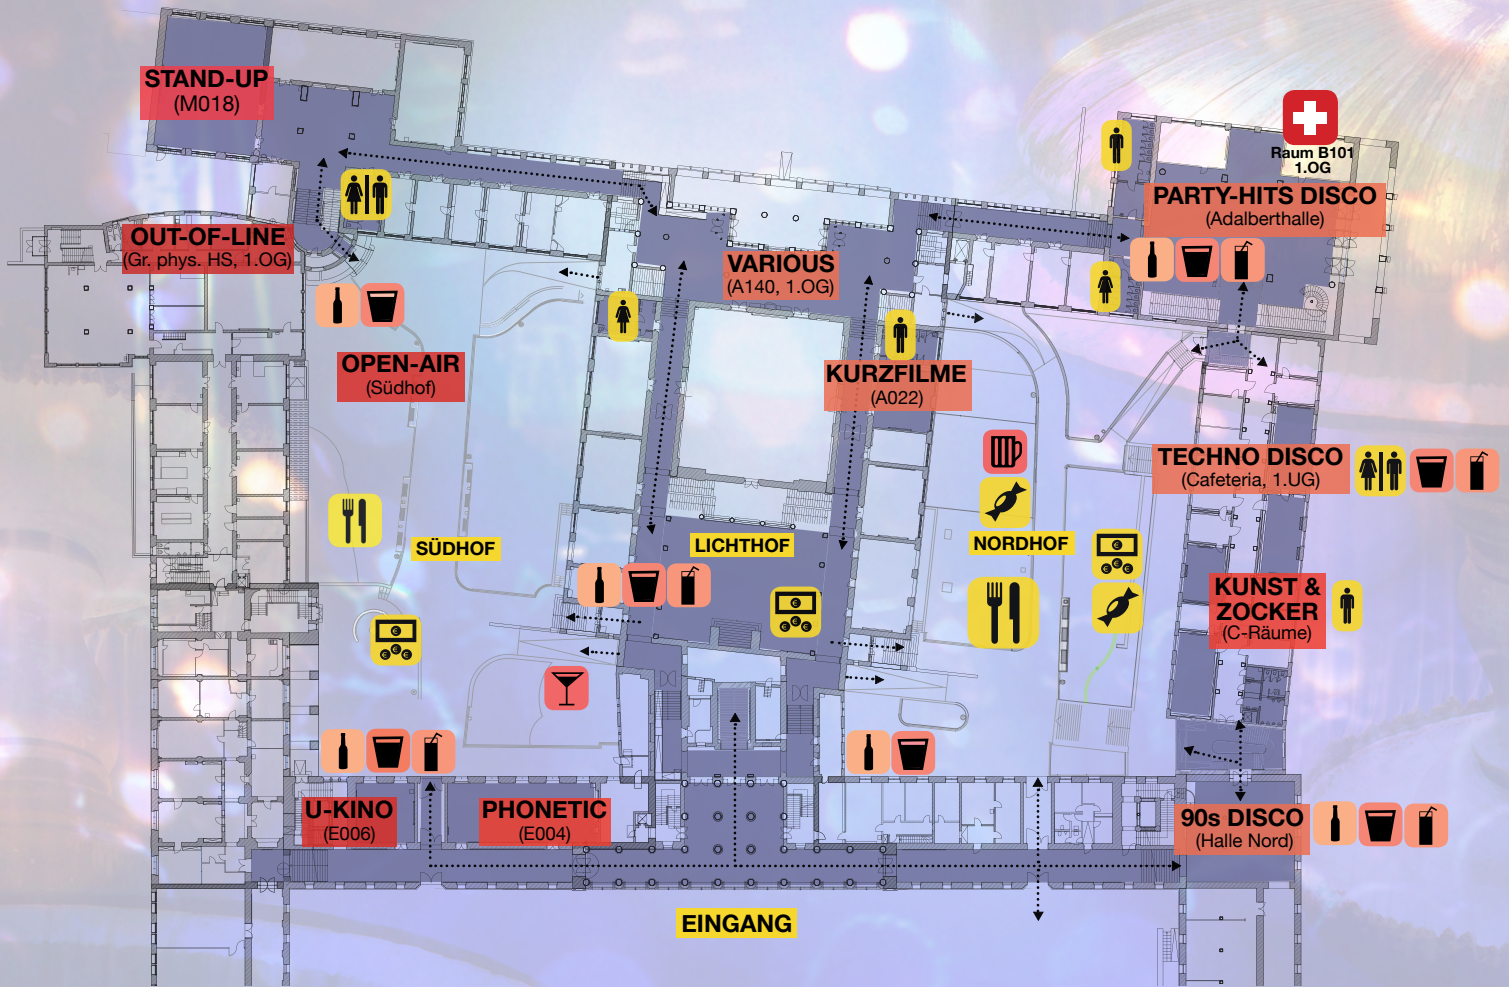 STAND-UP
(M018)
Raum B101
1.OG
PARTY-HITS DISCO
(Adalberthalle)
OUT-OF-LINE
(Gr. phys. HS, 1.OG)
VARIOUS
(A140, 1.OG)
OPEN-AIR
(Südhof)
KURZFILME
(A022)
TECHNO DISCO
(Cafeteria, 1.UG)
SÜDHOF
LICHTHOF
NORDHOF
KUNST &
ZOCKER
(C-Räume)
U-KINO
(E006)
PHONETIC
(E004)
90s DISCO
(Halle Nord)
EINGANG